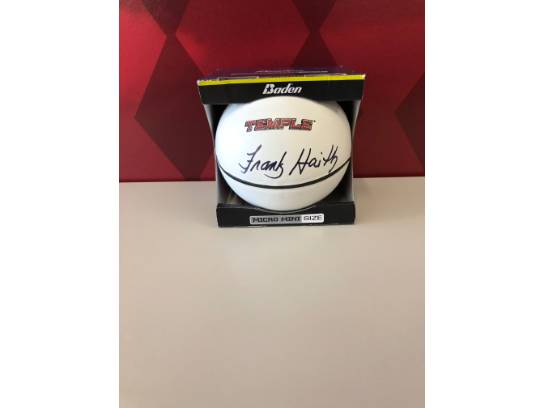 Baden
TEMPLE
Frank Haith
MICRO MINI SIZE